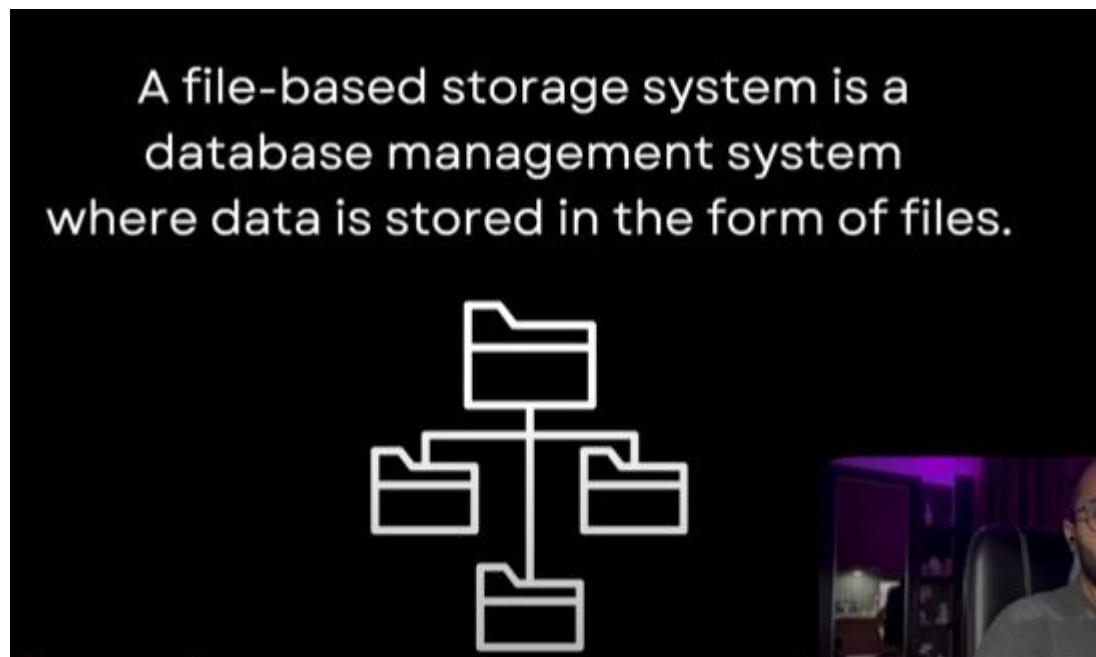 A file-based storage system is a
database management system
where data is stored in the form of files.